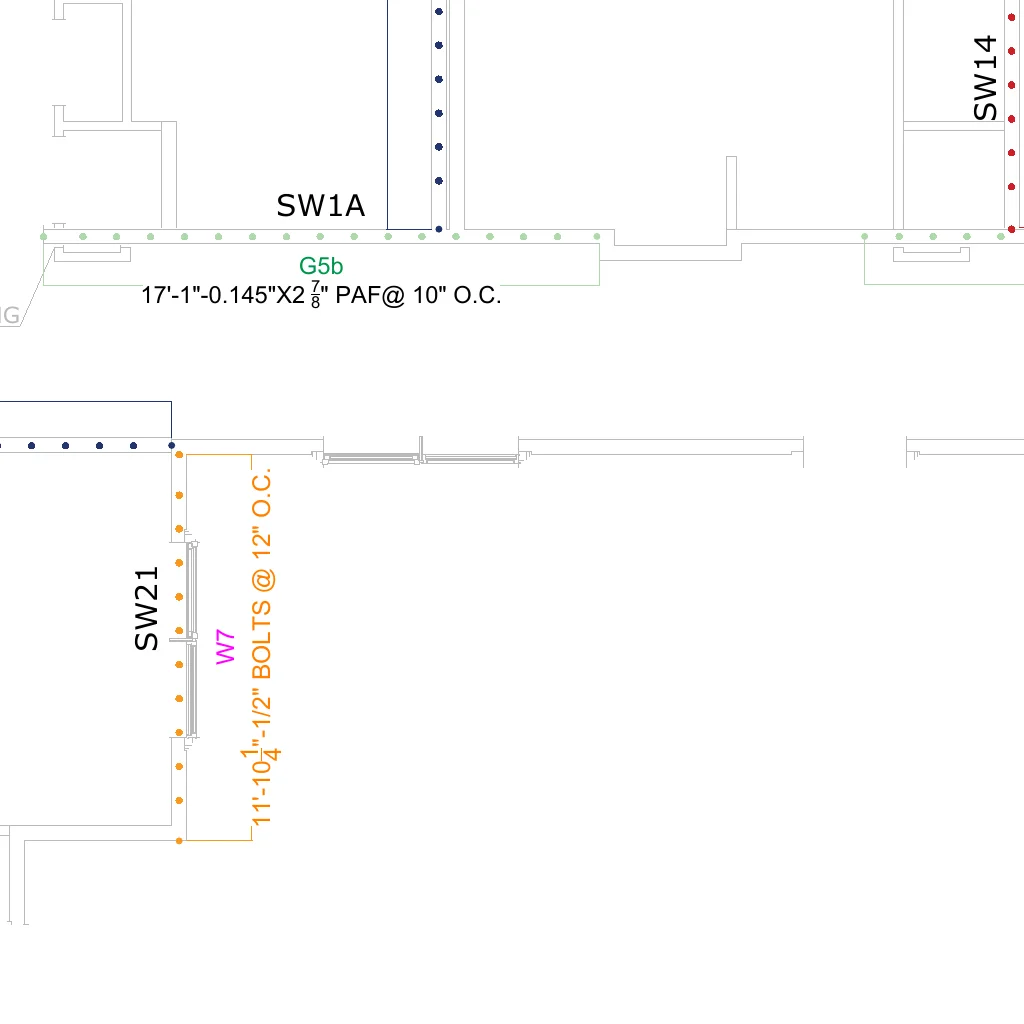 SW14
SW1A
G5b
17'-1"-0.145"X2 7/8" PAF@ 10" O.C.
G
SW21
W7
11'-10 1/4"-1/2" BOLTS @ 12" O.C.